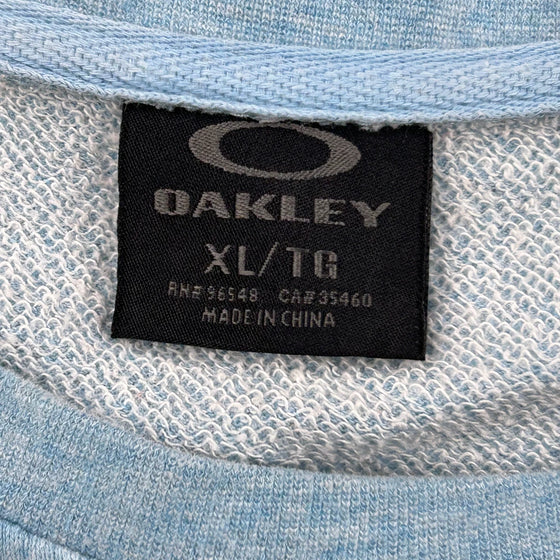 OAKLEY
XL/TG
RN# 96548 CA# 35460
MADE IN CHINA